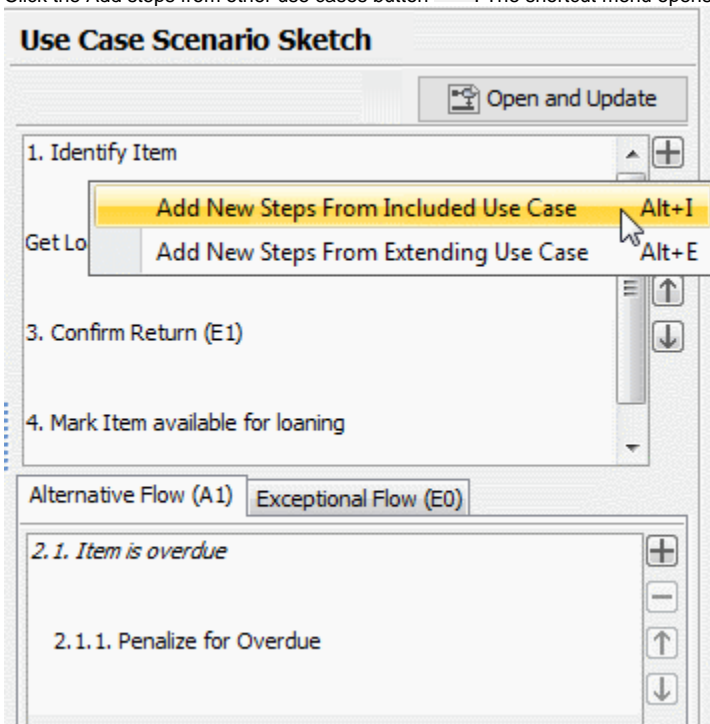 Click the Add steps from other use cases button . The shortcut menu opens
Use Case Scenario Sketch
Open and Update
1. Identify Item
Add New Steps From Included Use Case Alt+I
Get Lo
Add New Steps From Extending Use Case Alt+E
3. Confirm Return (E1)
4. Mark Item available for loaning
Alternative Flow (A1) Exceptional Flow (E0)
2.1. Item is overdue
2.1.1. Penalize for Overdue